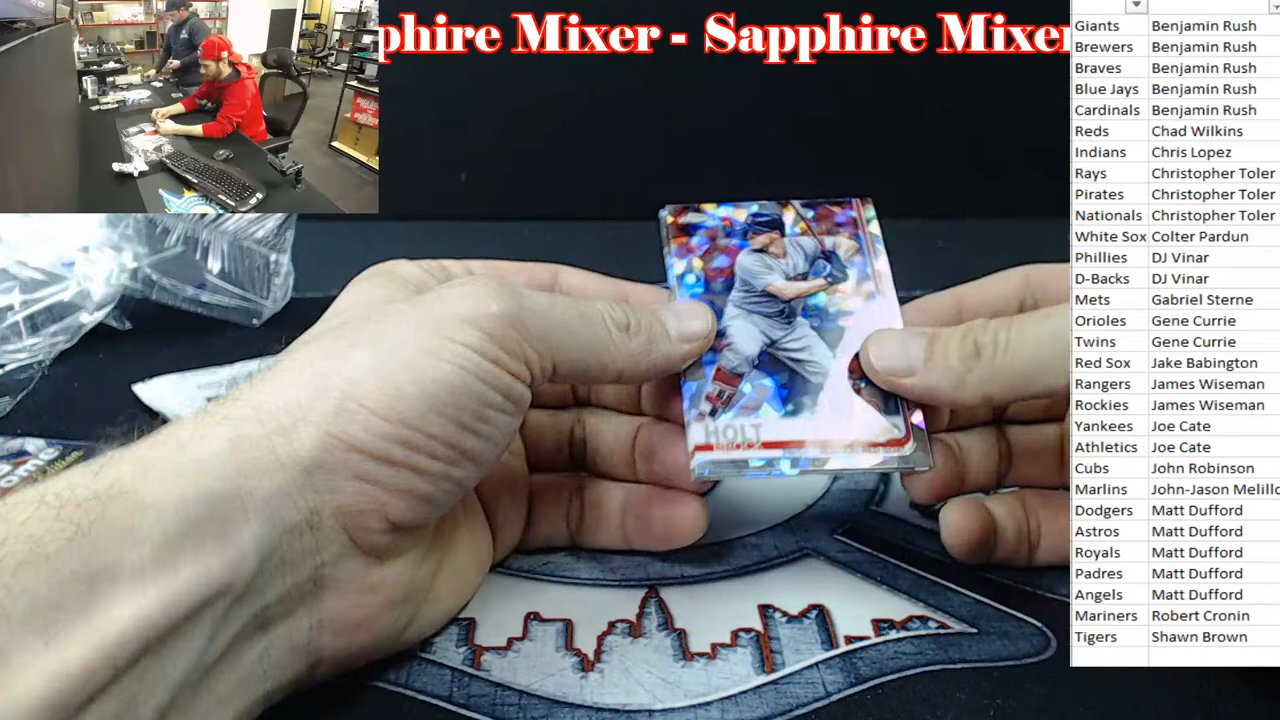 phire Mixer - Sapphire Mixer
Giants Benjamin Rush
Brewers Benjamin Rush
Braves Benjamin Rush
Blue Jays Benjamin Rush
Cardinals Benjamin Rush
Reds Chad Wilkins
Indians Chris Lopez
Rays Christopher Toler
Pirates Christopher Toler
Nationals Christopher Toler
White Sox Colter Pardun
Phillies DJ Vinar
D-Backs DJ Vinar
Mets Gabriel Sterne
Orioles Gene Currie
Twins Gene Currie
Red Sox Jake Babington
Rangers James Wiseman
Rockies James Wiseman
Yankees Joe Cate
Athletics Joe Cate
Cubs John Robinson
Marlins John-Jason Melillo
Dodgers Matt Dufford
Astros Matt Dufford
Royals Matt Dufford
Padres Matt Dufford
Angels Matt Dufford
Mariners Robert Cronin
Tigers Shawn Brown
HOLT